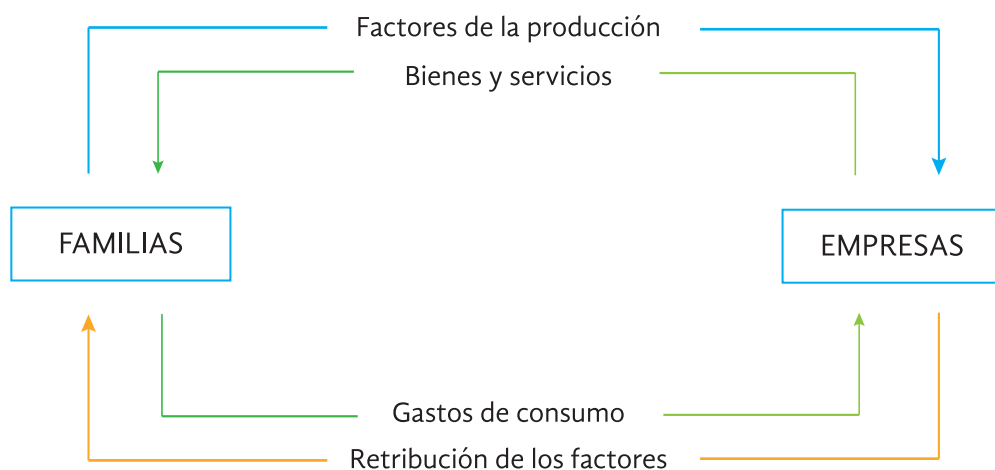 Factores de la producción
Bienes y servicios
FAMILIAS
EMPRESAS
Gastos de consumo
Retribución de los factores